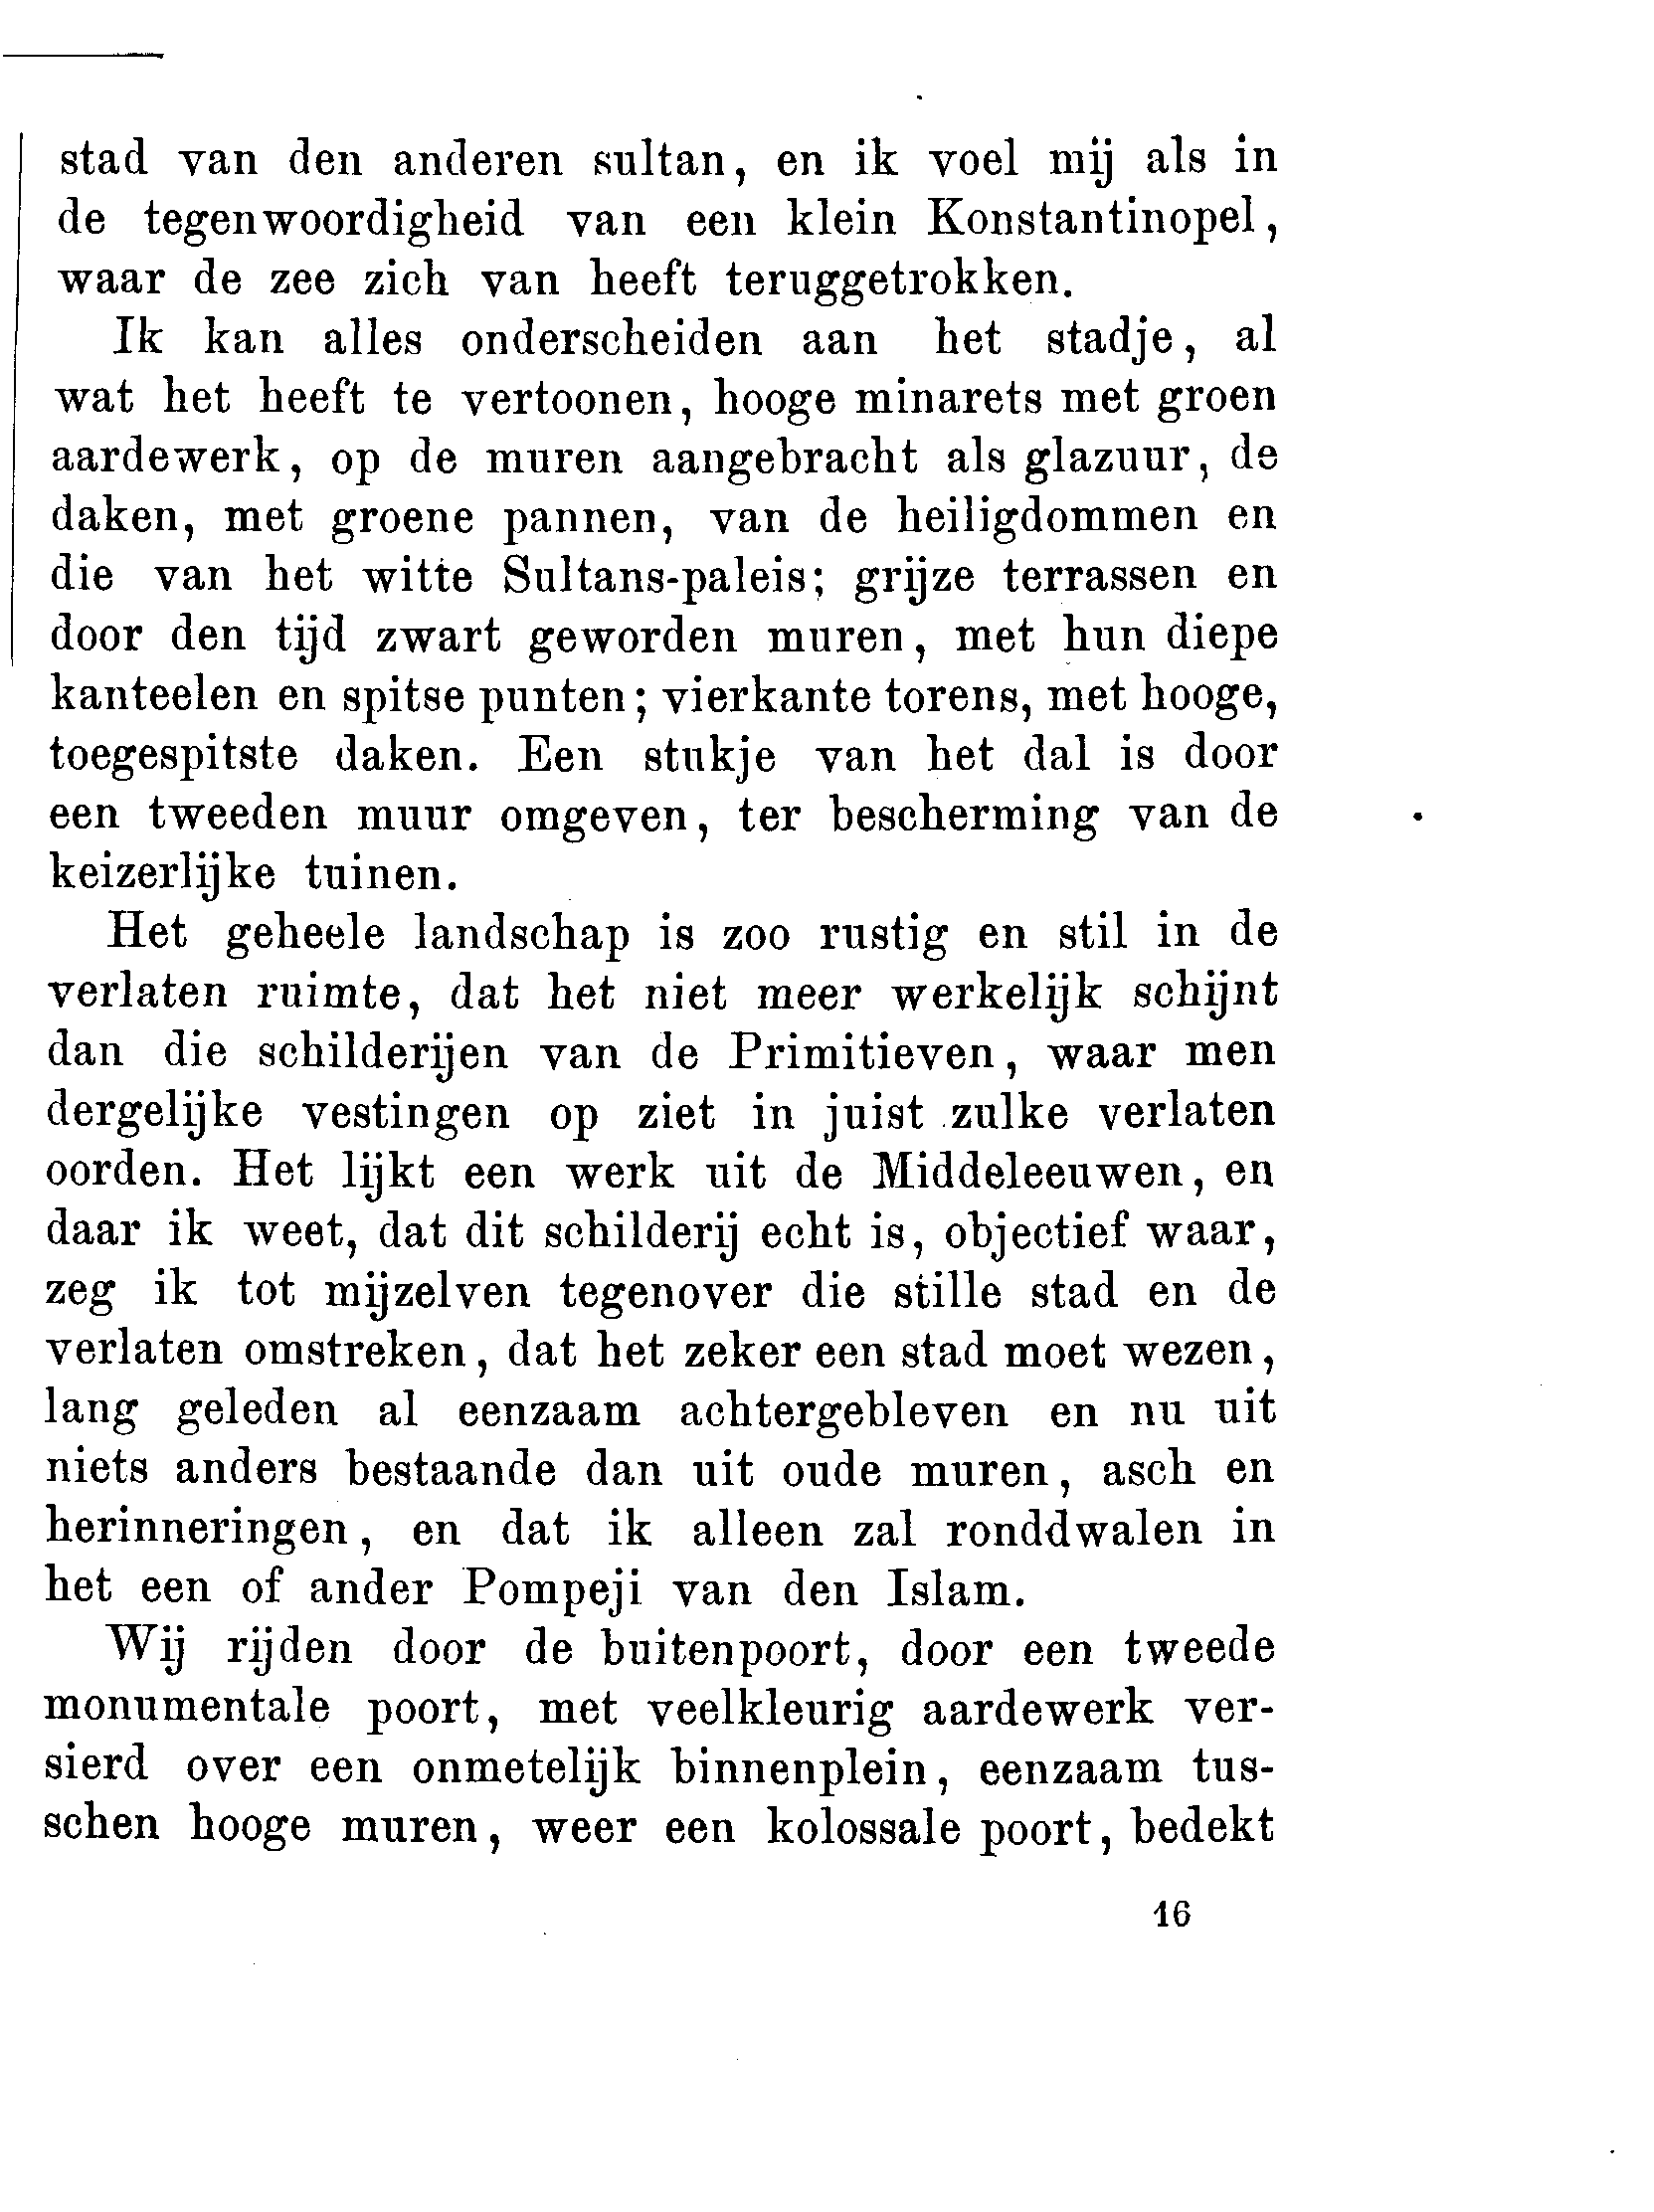 stad van den anderen sultan, en ik voel mij als in
de tegenwoordigheid van een klein Konstantinopel,
waar de zee zich van heeft teruggetrokken.
Ik kan alles onderscheiden aan het stadje, al
wat het heeft te vertoonen, hooge minarets met groen
aardewerk, op de muren aangebracht als glazuur, de
daken, met groene pannen, van de heiligdommen en
die van het witte Sultans-paleis; grijze terrassen en
door den tijd zwart geworden muren, met hun diepe
kanteelen en spitse punten; vierkante torens, met hooge,
toegespitste daken. Een stukje van het dal is door
een tweeden muur omgeven, ter bescherming van de
keizerlijke tuinen.
Het geheele landschap is zoo rustig en stil in de
verlaten ruimte, dat het niet meer werkelijk schijnt
dan die schilderijen van de Primitieven, waar men
dergelijke vestingen op ziet in juist zulke verlaten
oorden. Het lijkt een werk uit de Middeleeuwen, en
daar ik weet, dat dit schilderij echt is, objectief waar,
zeg ik tot mijzelven tegenover die stille stad en de
verlaten omstreken, dat het zeker een stad moet wezen,
lang geleden al eenzaam achtergebleven en nu uit
niets anders bestaande dan uit oude muren, asch en
herinneringen, en dat ik alleen zal ronddwalen in
het een of ander Pompeji van den Islam.
Wij rijden door de buitenpoort, door een tweede
monumentale poort, met veelkleurig aardewerk ver-
sierd over een onmetelijk binnenplein, eenzaam tus-
schen hooge muren, weer een kolossale poort, bedekt
16